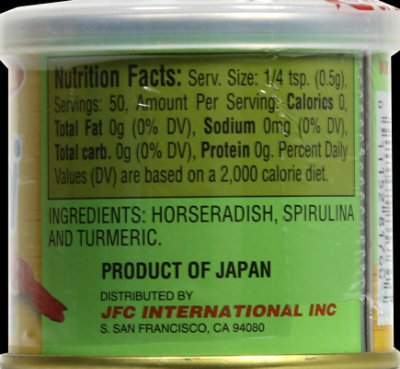 Nutrition Facts: Serv. Size: 1/4 tsp. (0.5g),
Servings: 50, Amount Per Serving: Calories 0,
Total Fat 0g (0% DV), Sodium 0mg (0% DV),
Total carb. 0g (0% DV), Protein 0g. Percent Daily
Values (DV) are based on a 2,000 calorie diet.
INGREDIENTS: HORSERADISH, SPIRULINA
AND TURMERIC.
PRODUCT OF JAPAN
DISTRIBUTED BY
JFC INTERNATIONAL INC
S. SAN FRANCISCO, CA 94080